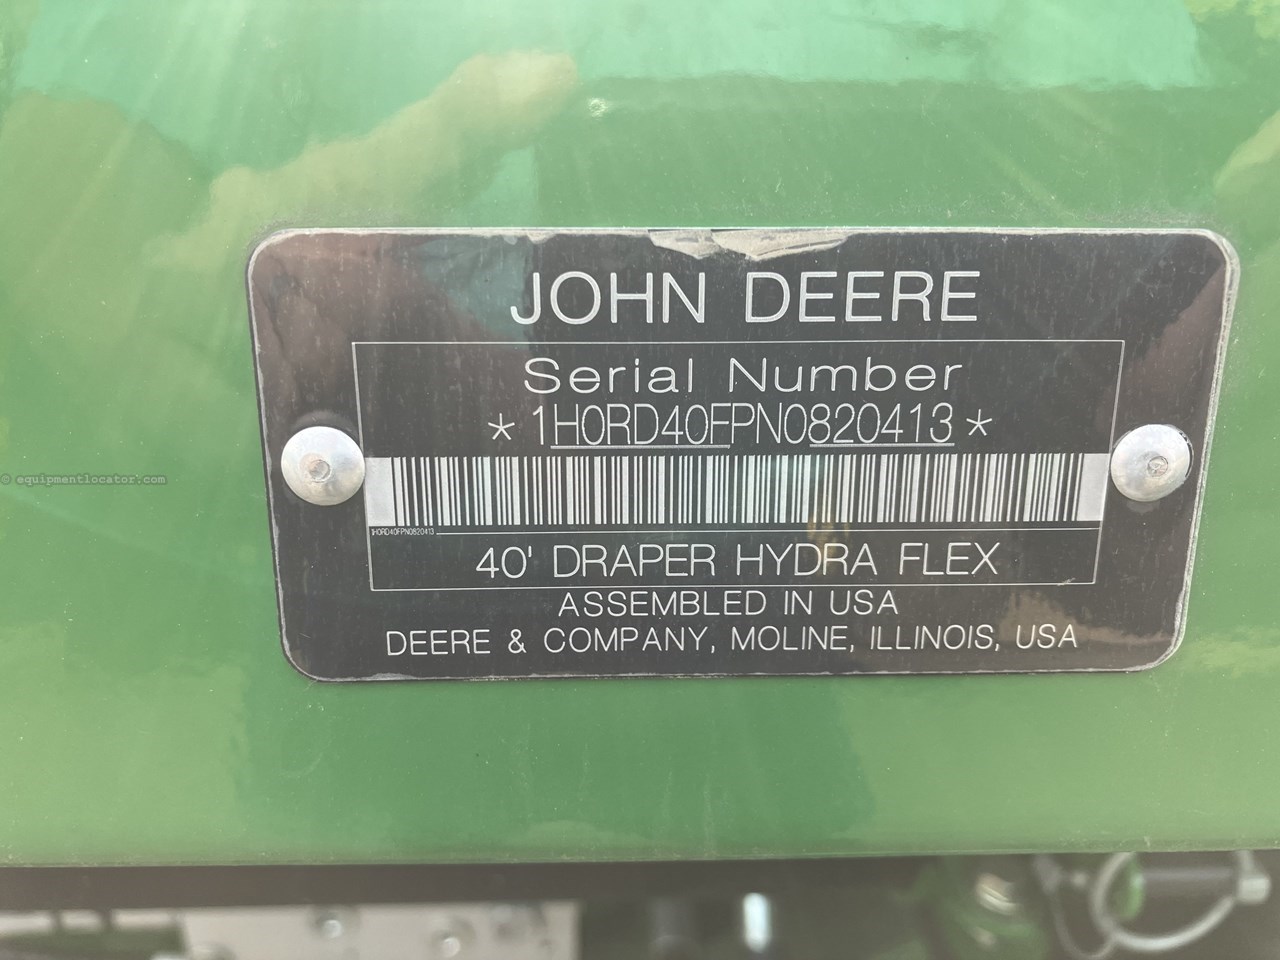 JOHN DEERE
Serial Number
*1H0RD40FPN0820413*
1H0RD40FPN0820413
40' DRAPER HYDRA FLEX
ASSEMBLED IN USA
DEERE & COMPANY, MOLINE, ILLINOIS, USA
equipmentlocator.com